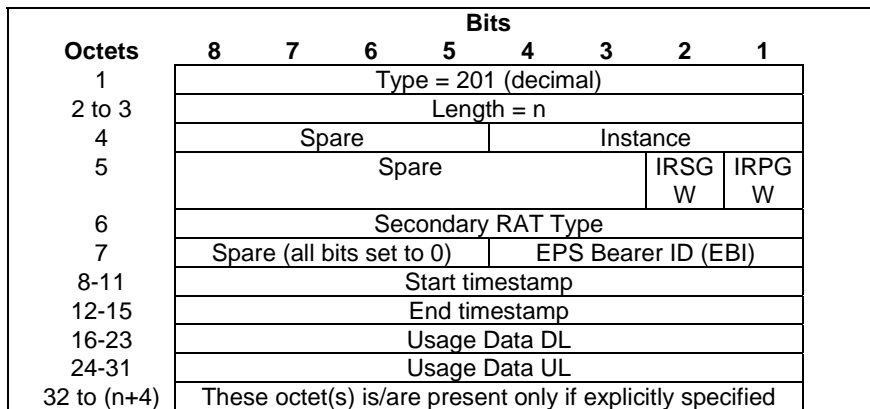 Bits
Octets 8 7 6 5 4 3 2 1
1 Type = 201 (decimal)
2 to 3 Length = n
4 Spare Instance
5 Spare IRSG IRPG
W W
6 Secondary RAT Type
7 Spare (all bits set to 0) EPS Bearer ID (EBI)
8-11 Start timestamp
12-15 End timestamp
16-23 Usage Data DL
24-31 Usage Data UL
32 to (n+4) These octet(s) is/are present only if explicitly specified